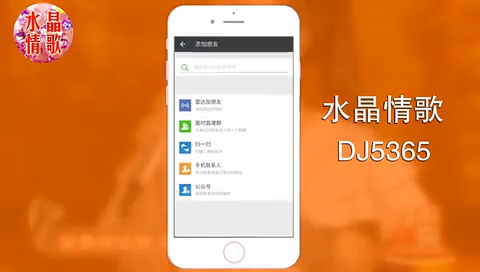 水晶
情歌
添加朋友
雷达加朋友
面对面建群
扫一扫
手机联系人
公众号
水晶情歌
DJ5365